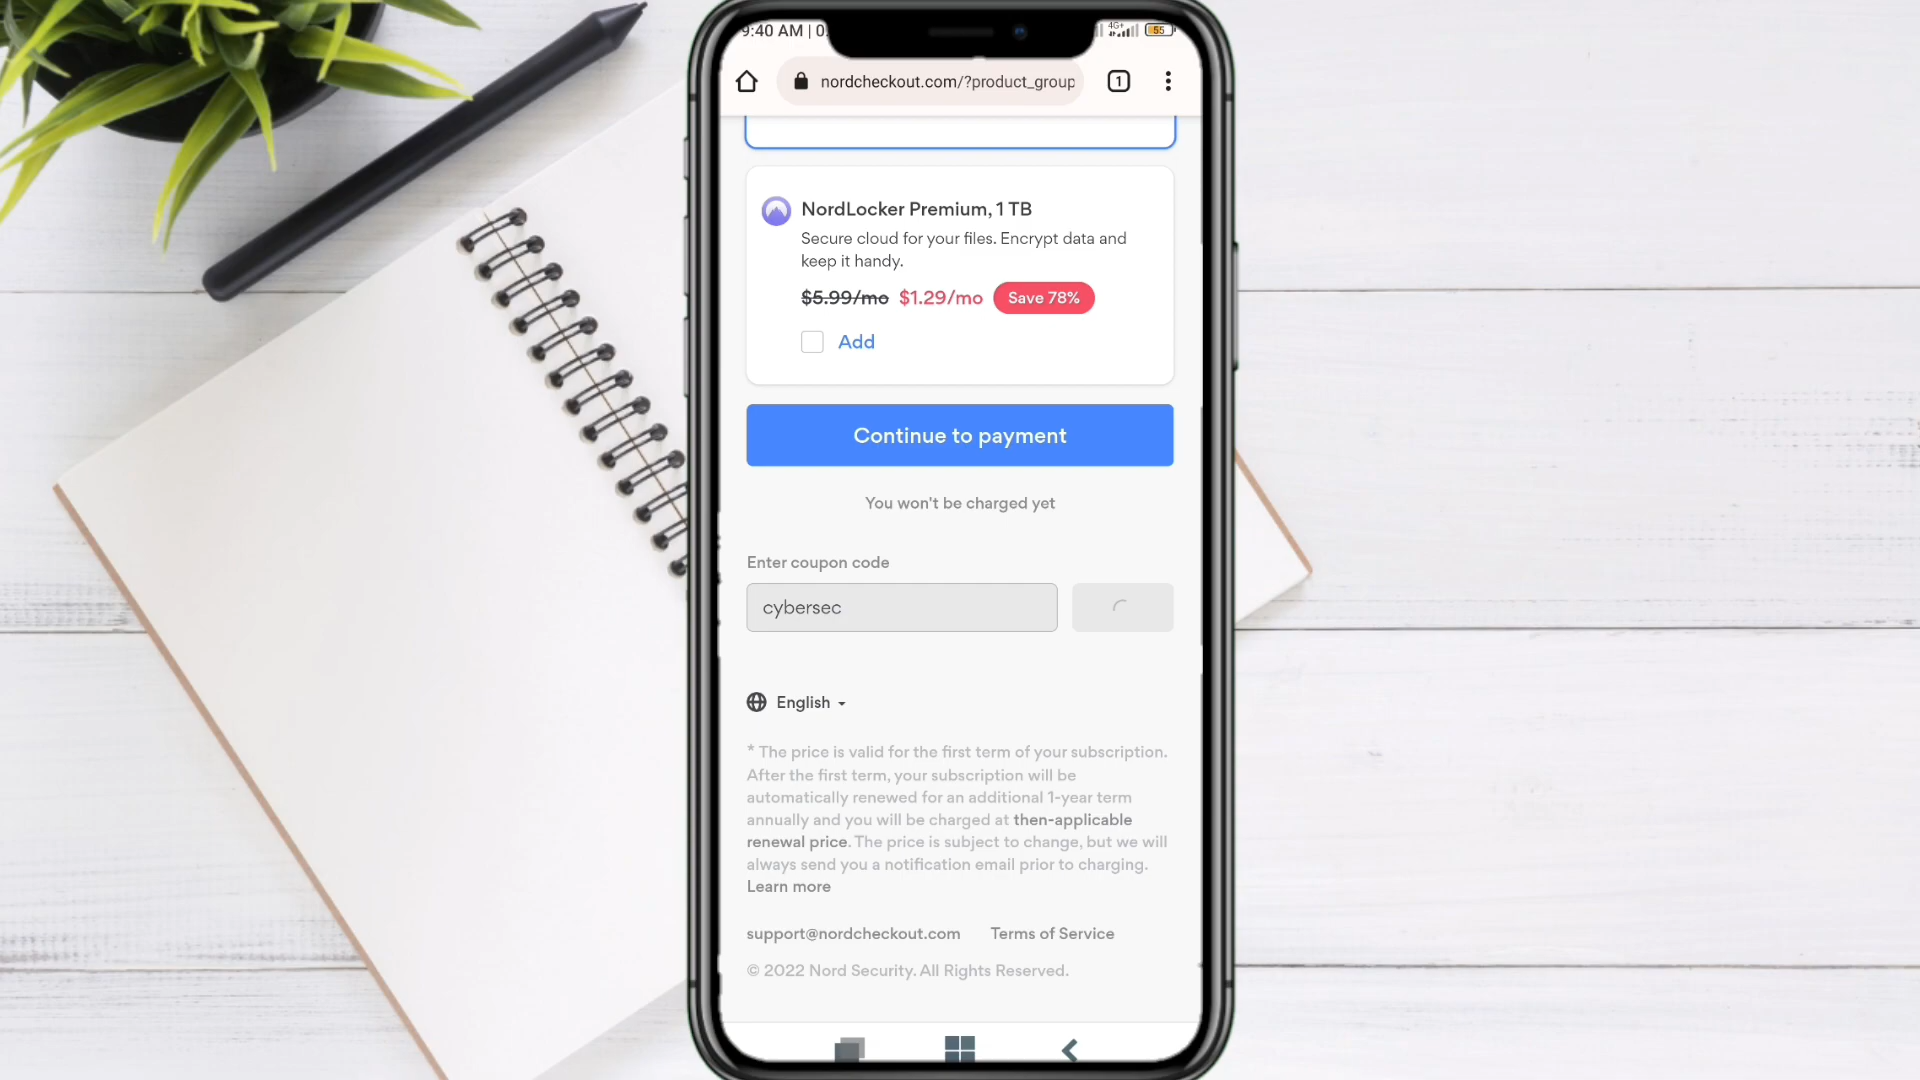 9:40 AM | 0.
4G+
55
nordcheckout.com/?product_group
1
NordLocker Premium, 1 TB
Secure cloud for your files. Encrypt data and
keep it handy.
$5.99/mo $1.29/mo Save 78%
Add
Continue to payment
You won't be charged yet
Enter coupon code
cybersec
English
* The price is valid for the first term of your subscription.
After the first term, your subscription will be
automatically renewed for an additional 1-year term
annually and you will be charged at then-applicable
renewal price. The price is subject to change, but we will
always send you a notification email prior to charging.
Learn more
support@nordcheckout.com Terms of Service
© 2022 Nord Security. All Rights Reserved.